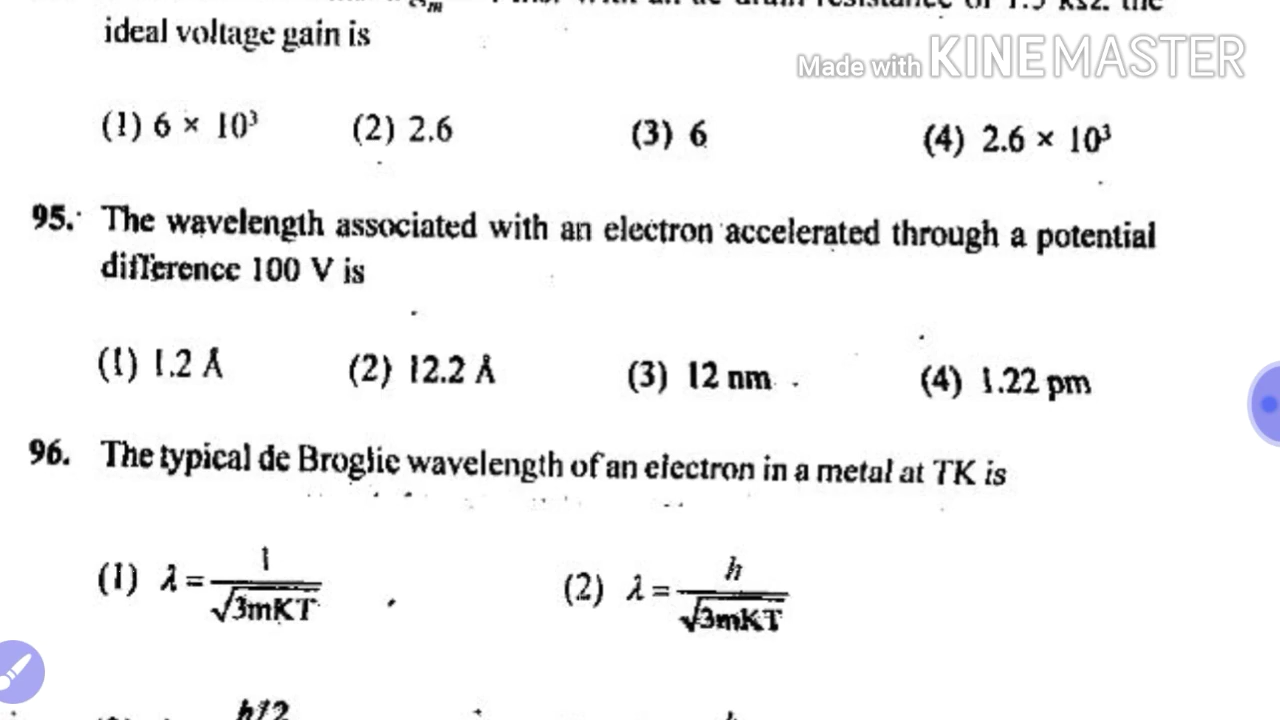 ideal voltage gain is
Made with KINEMASTER
(1) 6 × 10³ (2) 2.6 (3) 6 (4) 2.6 × 10³
95. The wavelength associated with an electron accelerated through a potential
difference 100 V is
(1) 1.2 Å (2) 12.2 Å (3) 12 nm (4) 1.22 pm
96. The typical de Broglie wavelength of an electron in a metal at TK is
(1) λ = 1/√3mKT (2) λ = h/√3mKT